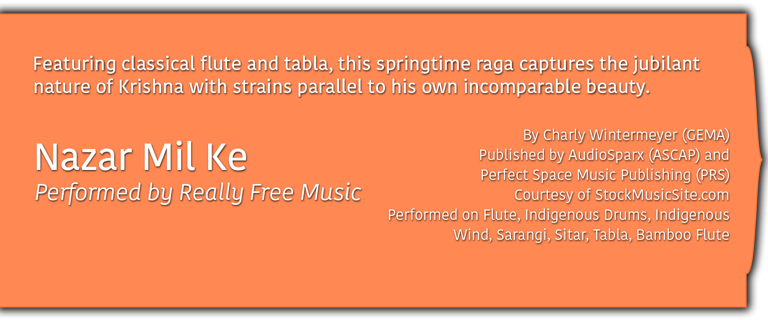 Featuring classical flute and tabla, this springtime raga captures the jubilant
nature of Krishna with strains parallel to his own incomparable beauty.
Nazar Mil Ke
Performed by Really Free Music
By Charly Wintermeyer (GEMA)
Published by AudioSparx (ASCAP) and
Perfect Space Music Publishing (PRS)
Courtesy of StockMusicSite.com
Performed on Flute, Indigenous Drums, Indigenous
Wind, Sarangi, Sitar, Tabla, Bamboo Flute